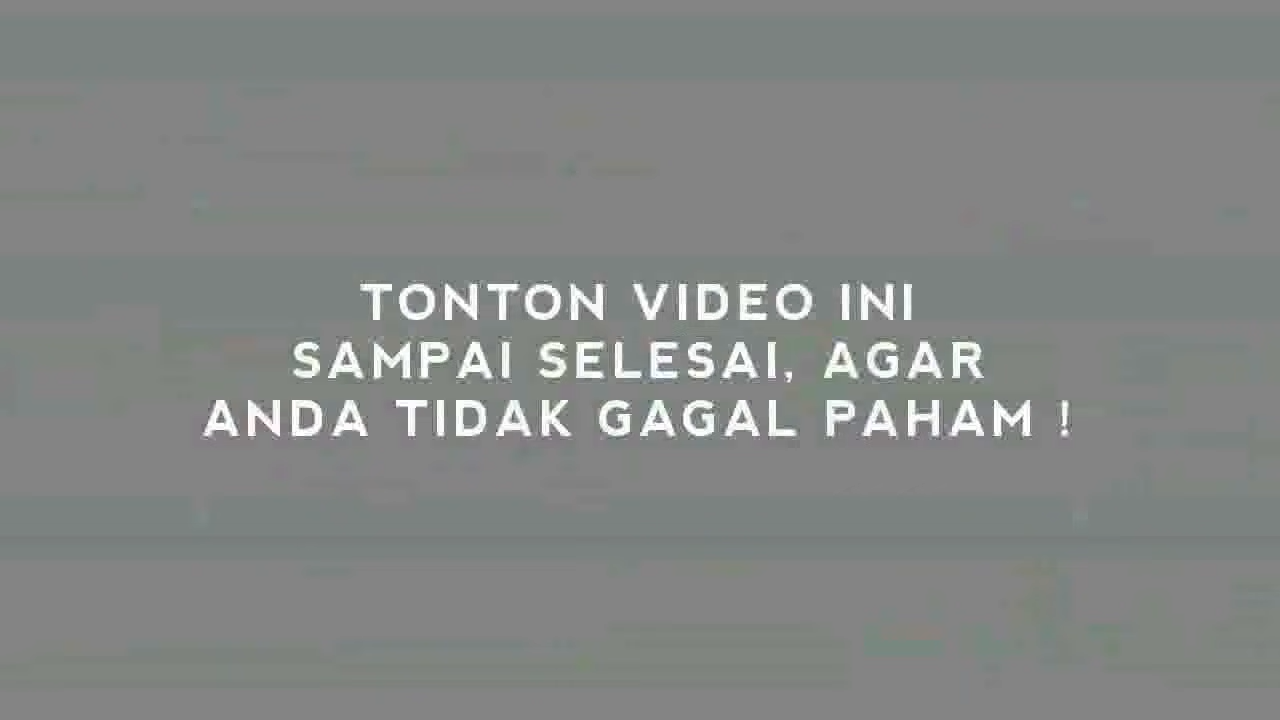 TONTON VIDEO INI
SAMPAI SELESAI, AGAR
ANDA TIDAK GAGAL PAHAM !